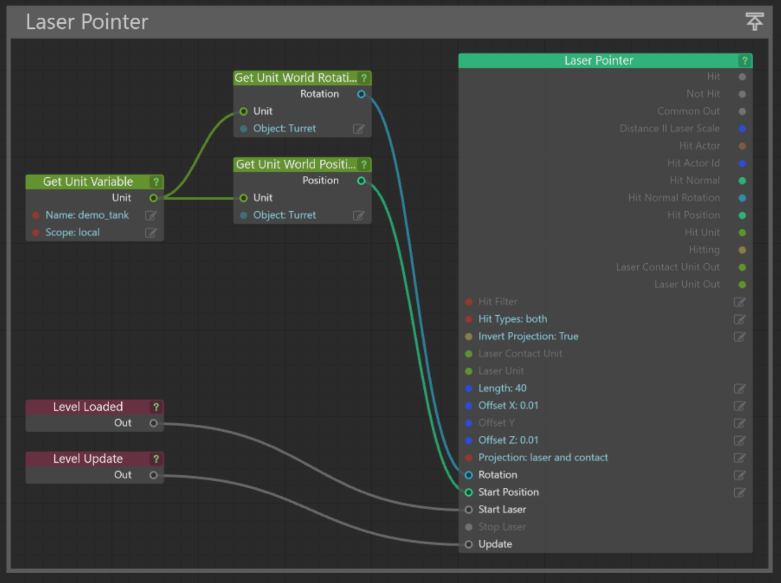 Laser Pointer
Get Unit Variable ?
Unit
Name: demo_tank
Scope: local
Get Unit World Rotati... ?
Rotation
Unit
Object: Turret
Get Unit World Positi... ?
Position
Unit
Object: Turret
Level Loaded ?
Out
Level Update ?
Out
Laser Pointer ?
Hit
Not Hit
Common Out
Distance II Laser Scale
Hit Actor
Hit Actor Id
Hit Normal
Hit Normal Rotation
Hit Position
Hit Unit
Hitting
Laser Contact Unit Out
Laser Unit Out
Hit Filter
Hit Types: both
Invert Projection: True
Laser Contact Unit
Laser Unit
Length: 40
Offset X: 0.01
Offset Y
Offset Z: 0.01
Projection: laser and contact
Rotation
Start Position
Start Laser
Stop Laser
Update